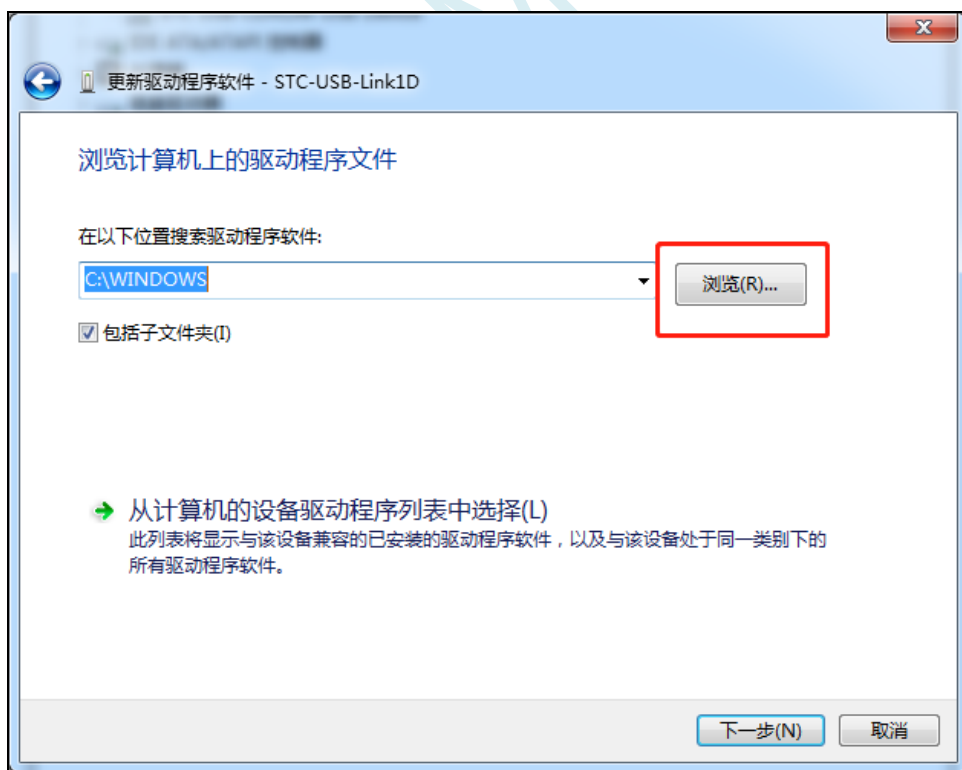 更新驱动程序软件 - STC-USB-Link1D
浏览计算机上的驱动程序文件
在以下位置搜索驱动程序软件:
C:\WINDOWS
浏览(R)...
包括子文件夹(I)
从计算机的设备驱动程序列表中选择(L)
此列表将显示与该设备兼容的已安装的驱动程序软件，以及与该设备处于同一类别下的
所有驱动程序软件。
下一步(N)
取消